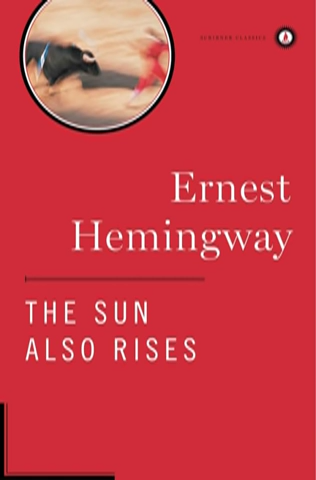 SCRIBNER CLASSICS
Ernest
Hemingway
THE SUN
ALSO RISES